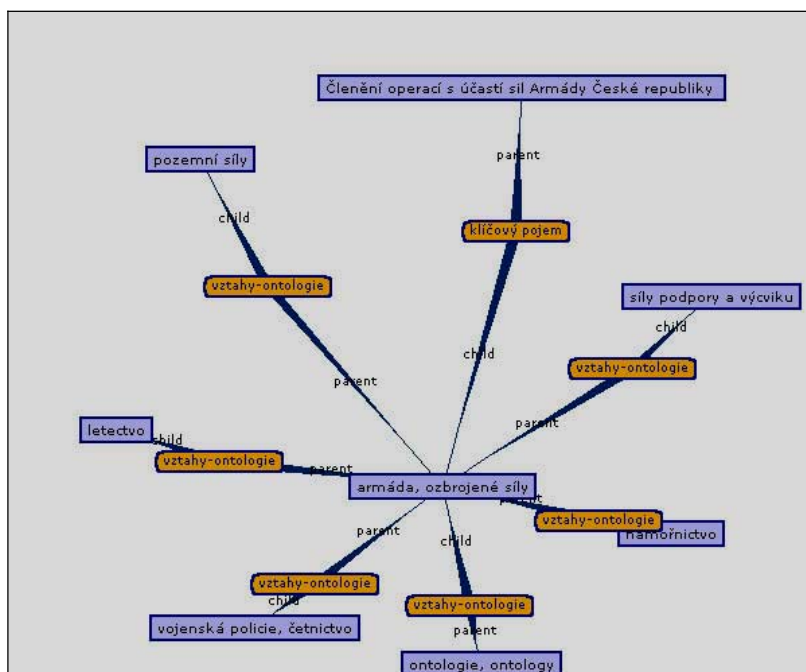 Členění operací s účastí sil Armády České republiky
parent
pozemní síly
child
klíčový pojem
vztahy-ontologie
síly podpory a výcviku
child
child
vztahy-ontologie
parent
parent
letectvo
child
vztahy-ontologie
parent
armáda, ozbrojené síly
parent
vztahy-ontologie
námořnictvo
parent
child
vztahy-ontologie
child
vztahy-ontologie
vojenská policie, četnictvo
parent
ontologie, ontology